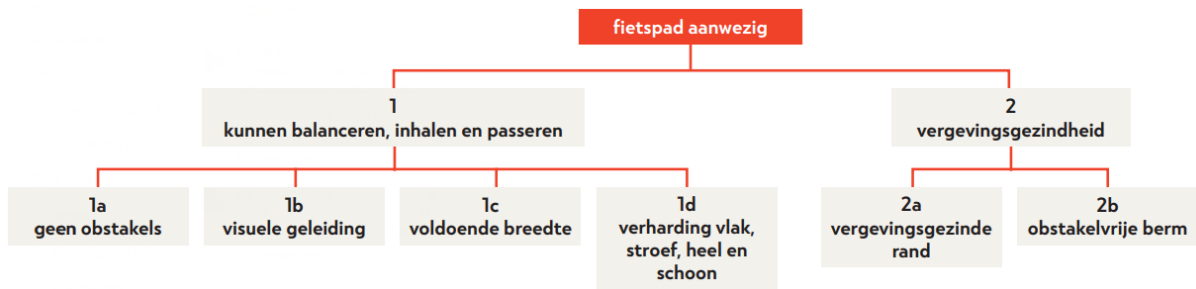 fietspad aanwezig
1
kunnen balanceren, inhalen en passeren
2
vergevingsgezindheid
1a
geen obstakels
1b
visuele geleiding
1c
voldoende breedte
1d
verharding vlak,
stroef, heel en
schoon
2a
vergevingsgezinde
rand
2b
obstakelvrije berm